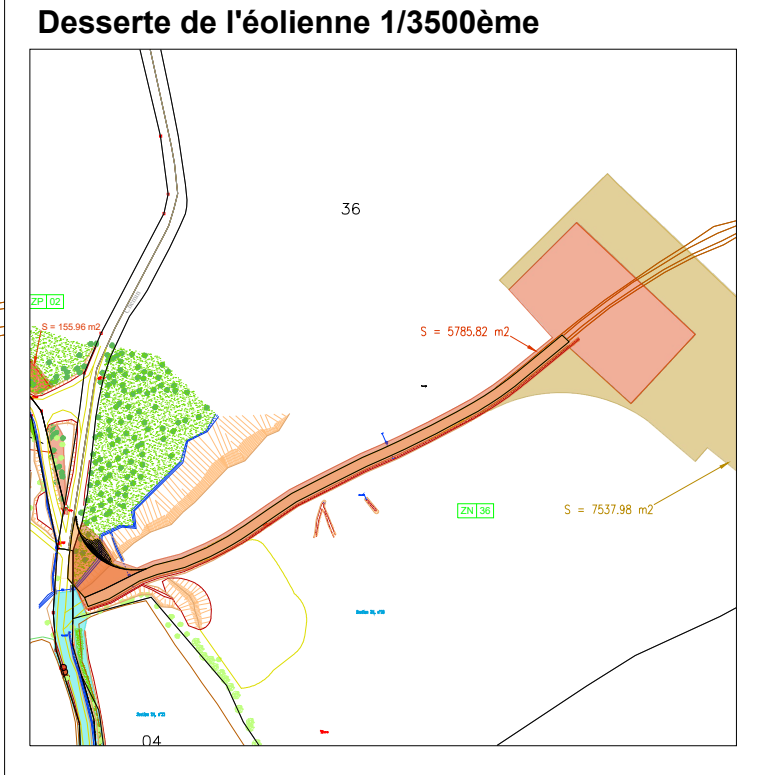 Desserte de l'éolienne 1/3500ème
36
ZP 02
S = 155.96 m2
S = 5785.82 m2
ZN 36
S = 7537.98 m2
04